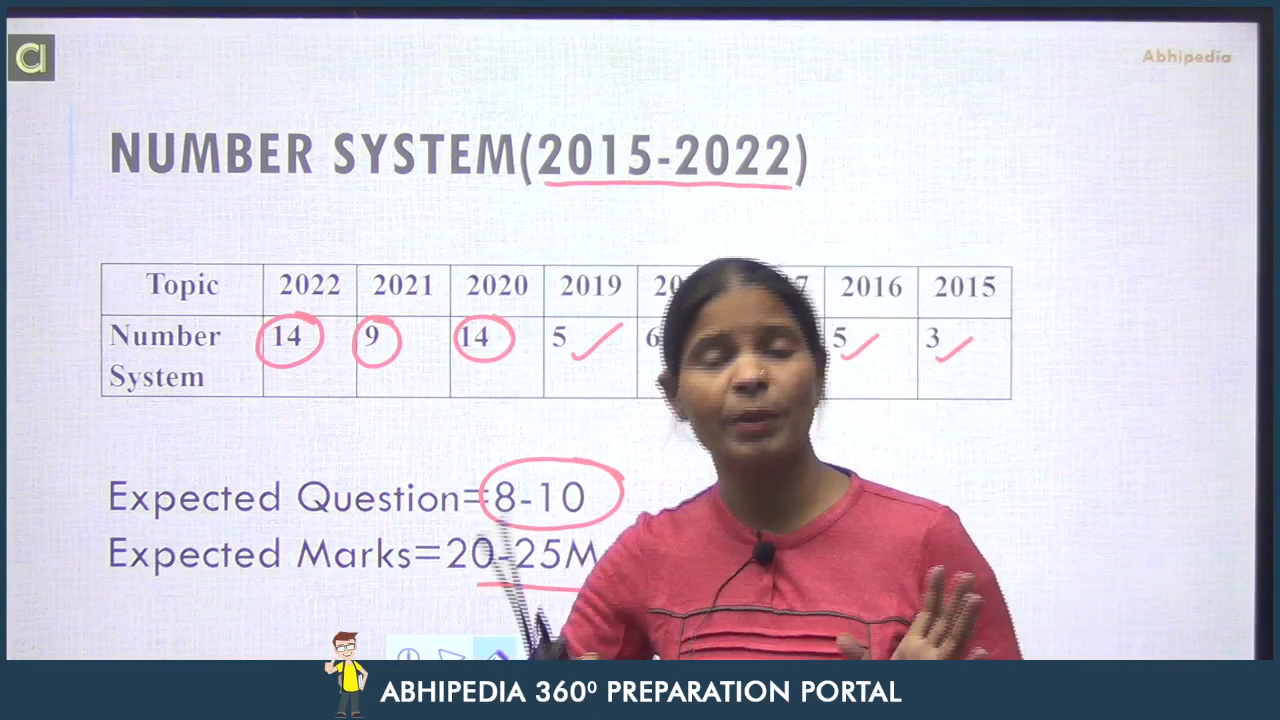 Abhipedia
NUMBER SYSTEM(2015-2022)
Topic 2022 2021 2020 2019 2016 2015
Number 14 9 14 5 6 5 3
System
Expected Question=8-10
Expected Marks=20-25M
ABHIPEDIA 360⁰ PREPARATION PORTAL